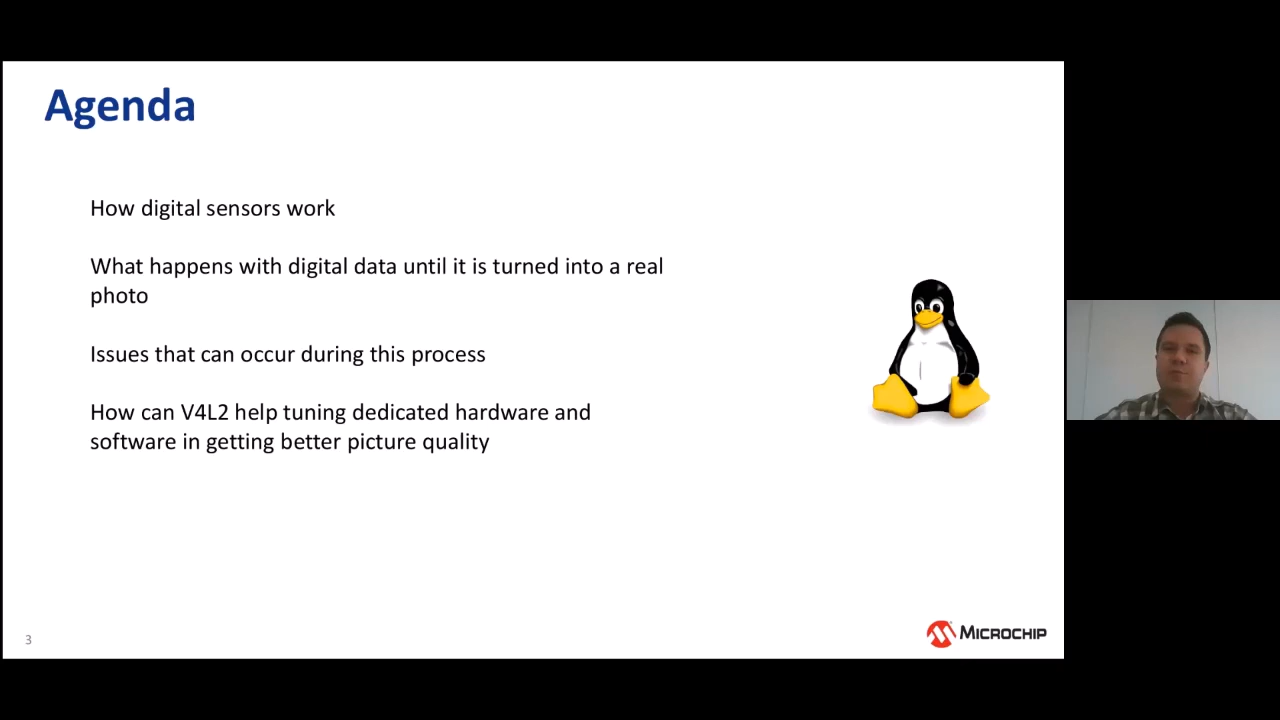 Agenda
How digital sensors work
What happens with digital data until it is turned into a real
photo
Issues that can occur during this process
How can V4L2 help tuning dedicated hardware and
software in getting better picture quality
3
MICROCHIP